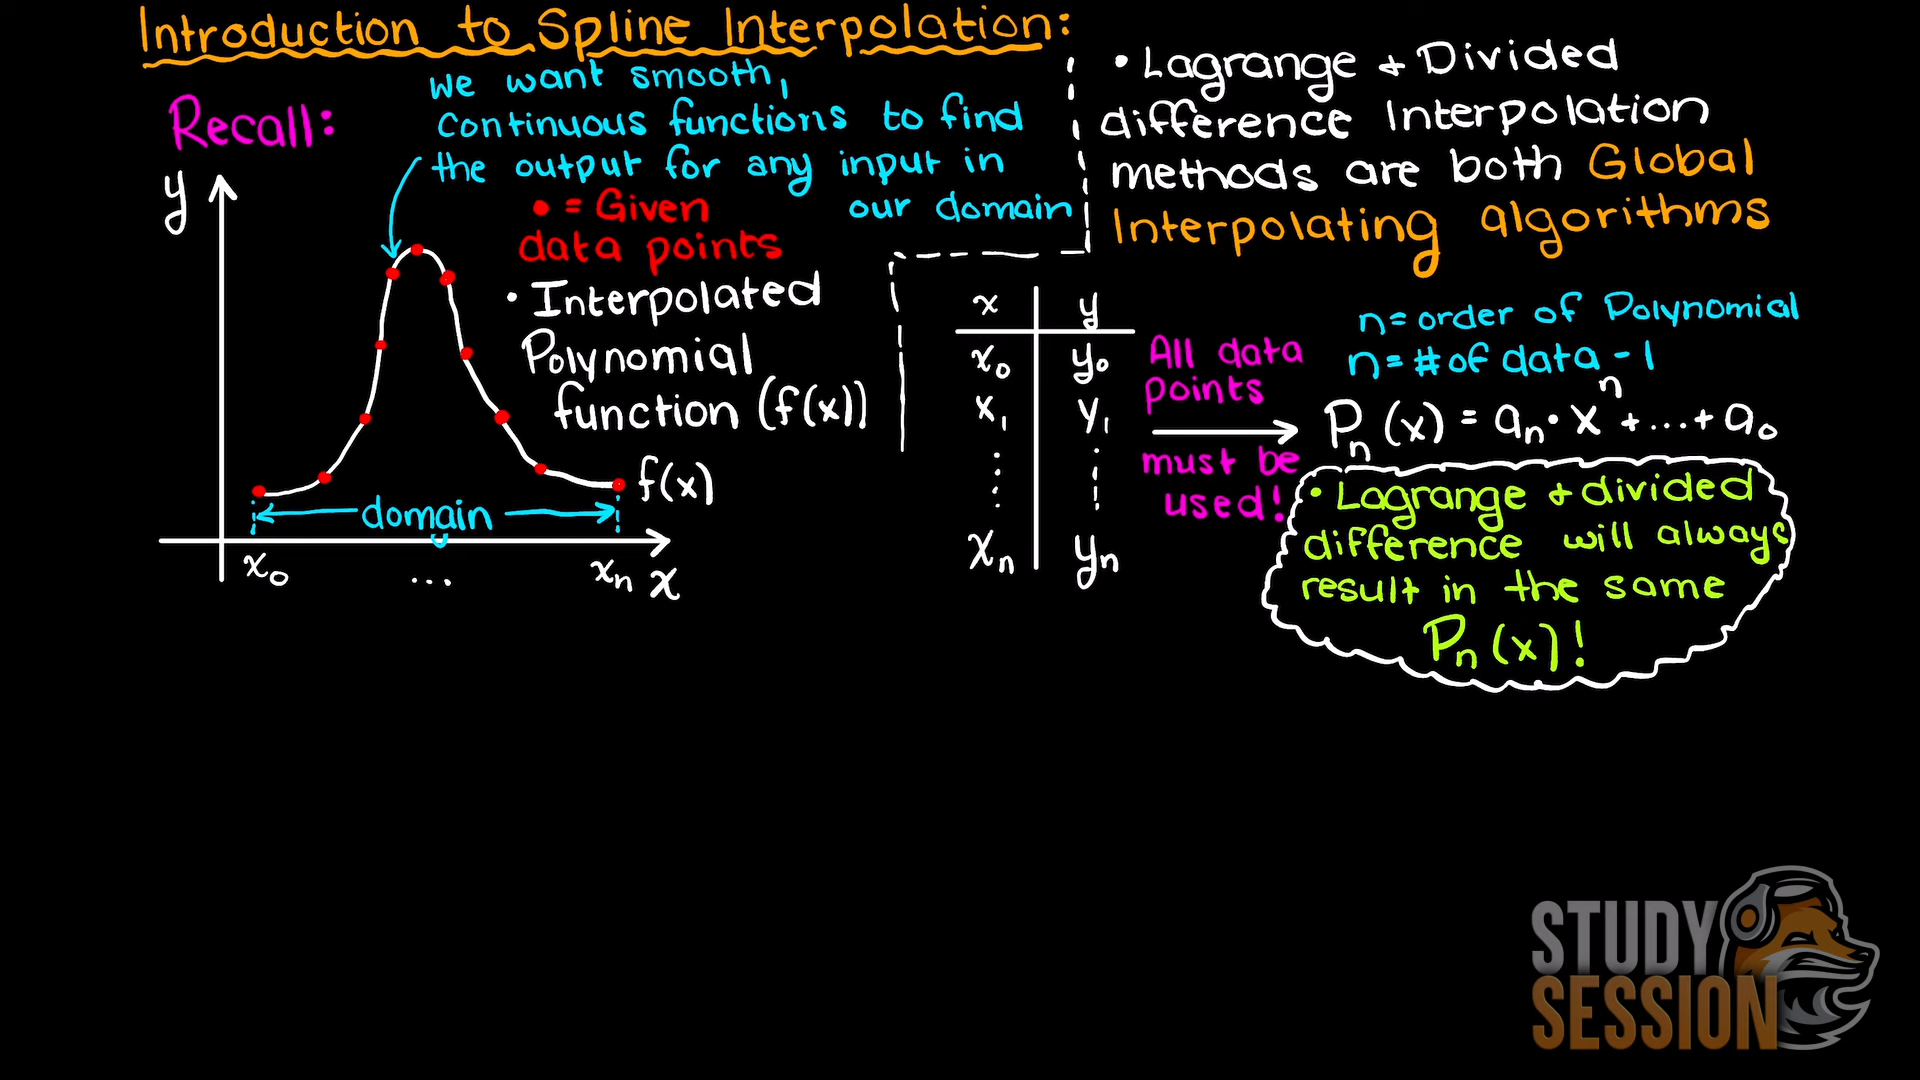 Introduction to Spline Interpolation:
Recall:
we want smooth,
continuous functions to find
the output for any input in
our domain
• = Given
data points
• Interpolated
Polynomial
function (f(x))
y
f(x)
domain
x₀
...
xₙ
x
• Lagrange + Divided
difference Interpolation
methods are both Global
Interpolating algorithms
x y
x₀ y₀
x₁ y₁
⋮ ⋮
xₙ yₙ
All data
points
must be
used!
n = order of Polynomial
n = # of data - 1
Pₙ(x) = aₙ · xⁿ + ... + a₀
• Lagrange + divided
difference will always
result in the same
Pₙ(x)!
STUDY
SESSION